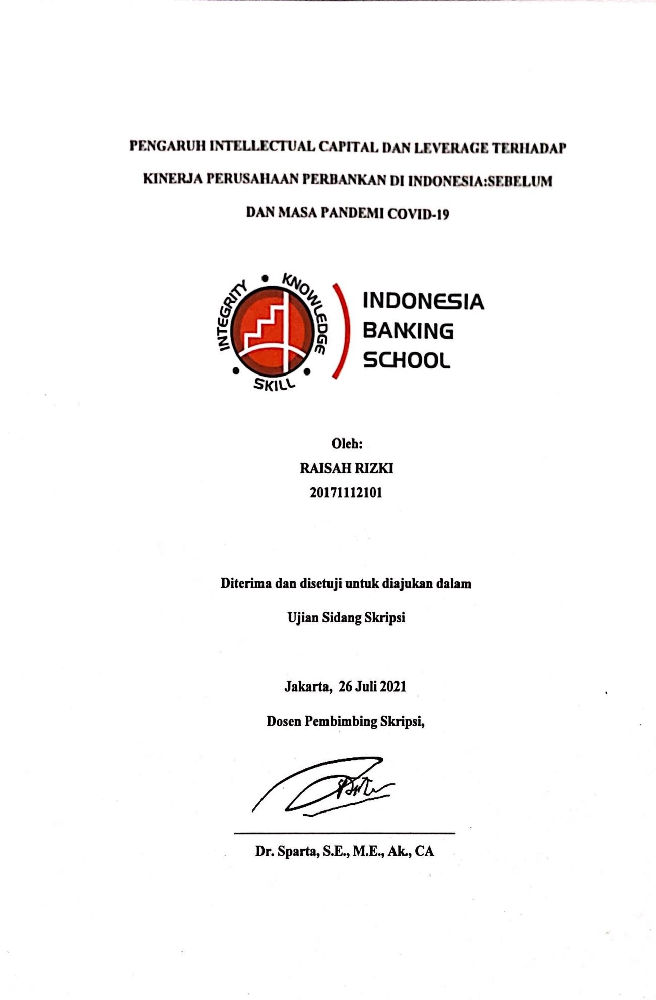 PENGARUH INTELLECTUAL CAPITAL DAN LEVERAGE TERHADAP
KINERJA PERUSAHAAN PERBANKAN DI INDONESIA:SEBELUM
DAN MASA PANDEMI COVID-19
INTEGRITY • KNOWLEDGE • SKILL •
INDONESIA
BANKING
SCHOOL
Oleh:
RAISAH RIZKI
20171112101
Diterima dan disetuji untuk diajukan dalam
Ujian Sidang Skripsi
Jakarta, 26 Juli 2021
Dosen Pembimbing Skripsi,
Dr. Sparta, S.E., M.E., Ak., CA